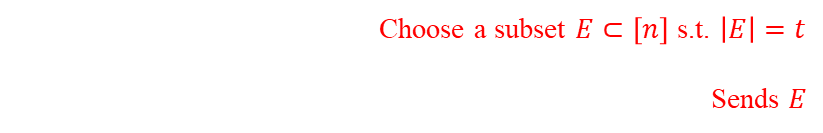 Choose a subset E ⊂ [n] s.t. |E| = t
Sends E